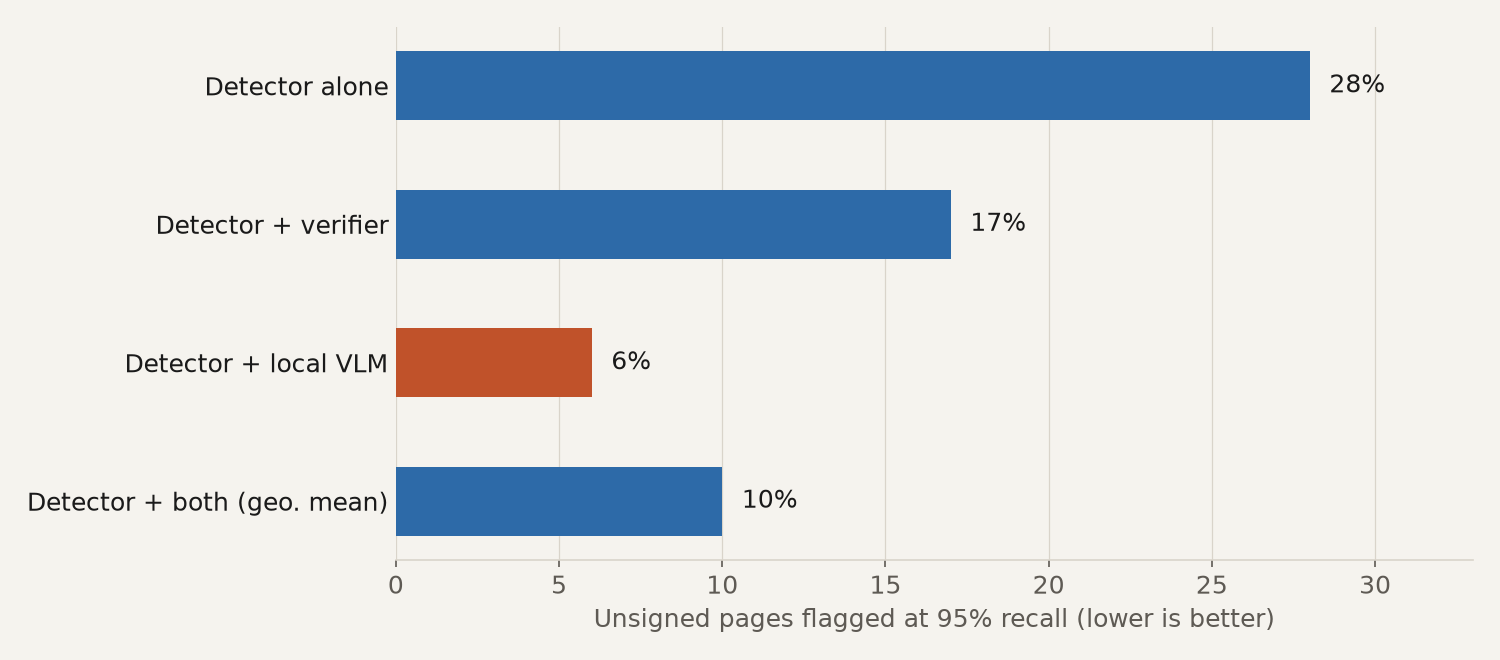 Detector alone
28%
Detector + verifier
17%
Detector + local VLM
6%
Detector + both (geo. mean)
10%
0 5 10 15 20 25 30
Unsigned pages flagged at 95% recall (lower is better)